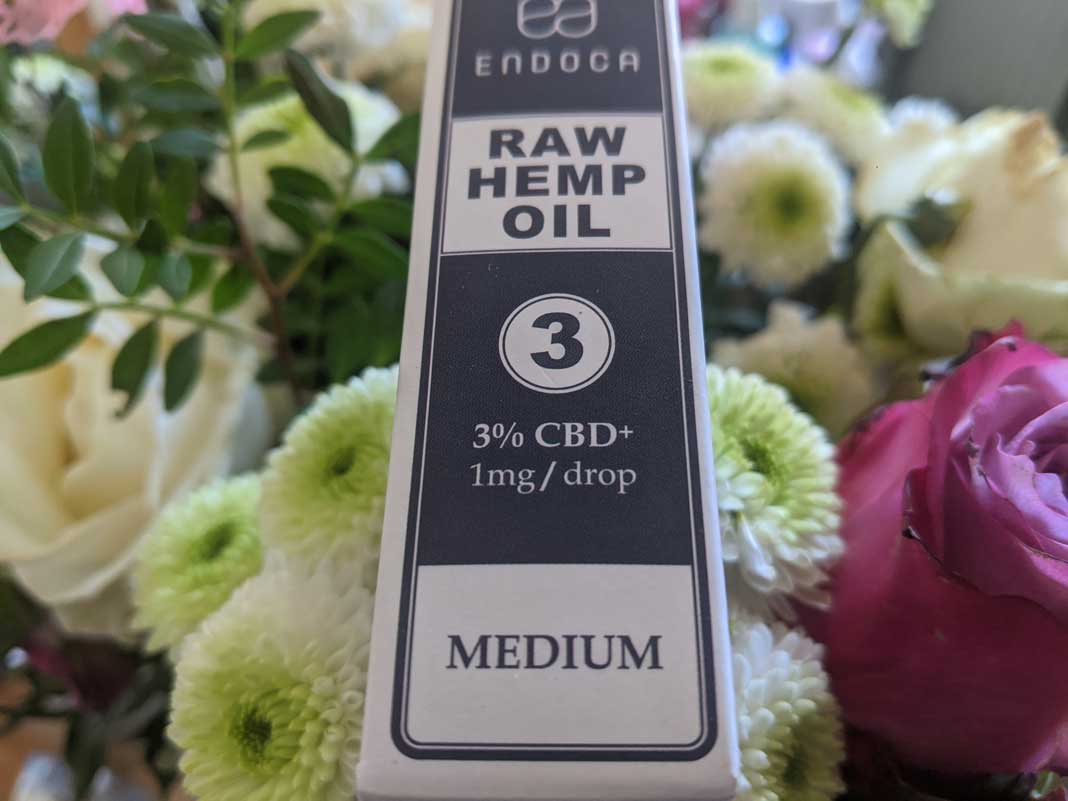 ENDOCA
RAW
HEMP
OIL
3
3% CBD+
1mg/drop
MEDIUM